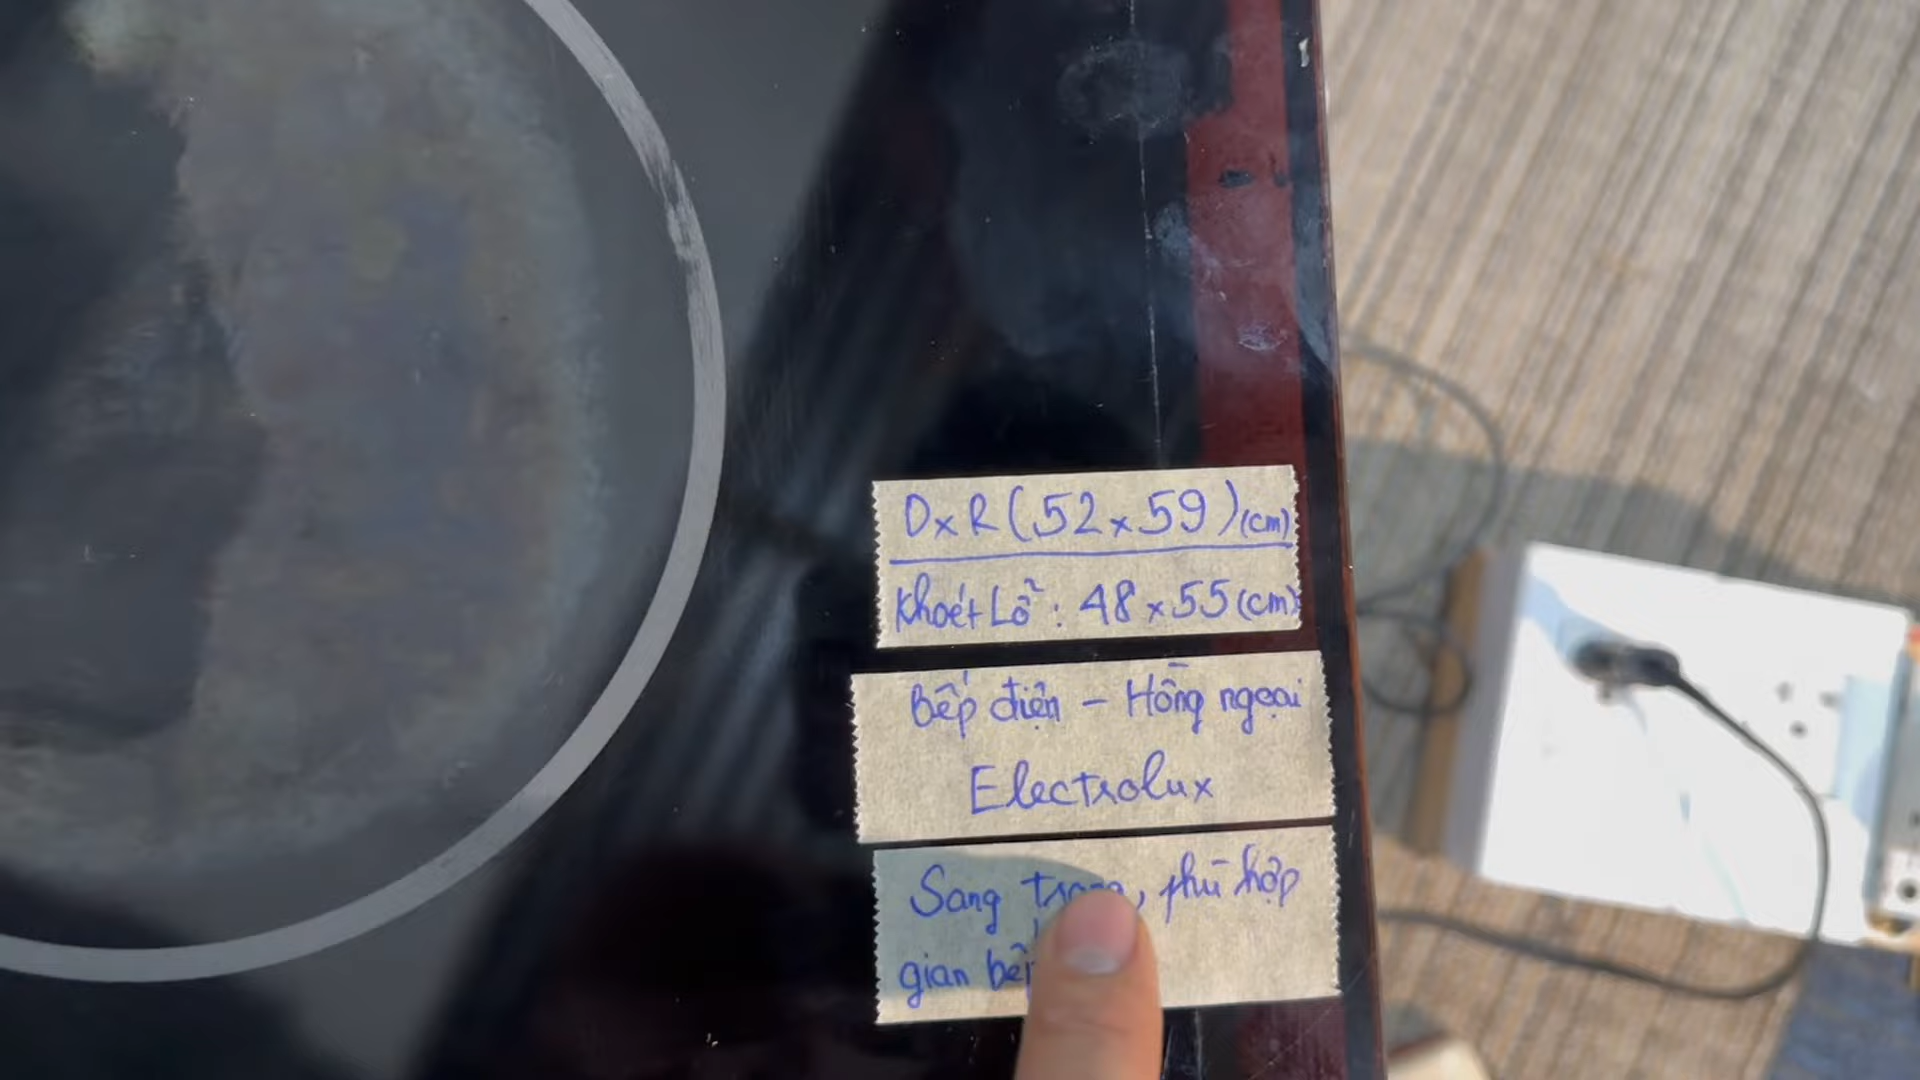 DxR (52x59)(cm)
Khoét Lỗ: 48x55(cm)
Bếp điện - Hồng ngoại
Electrolux
Sang , phù hợp
gian